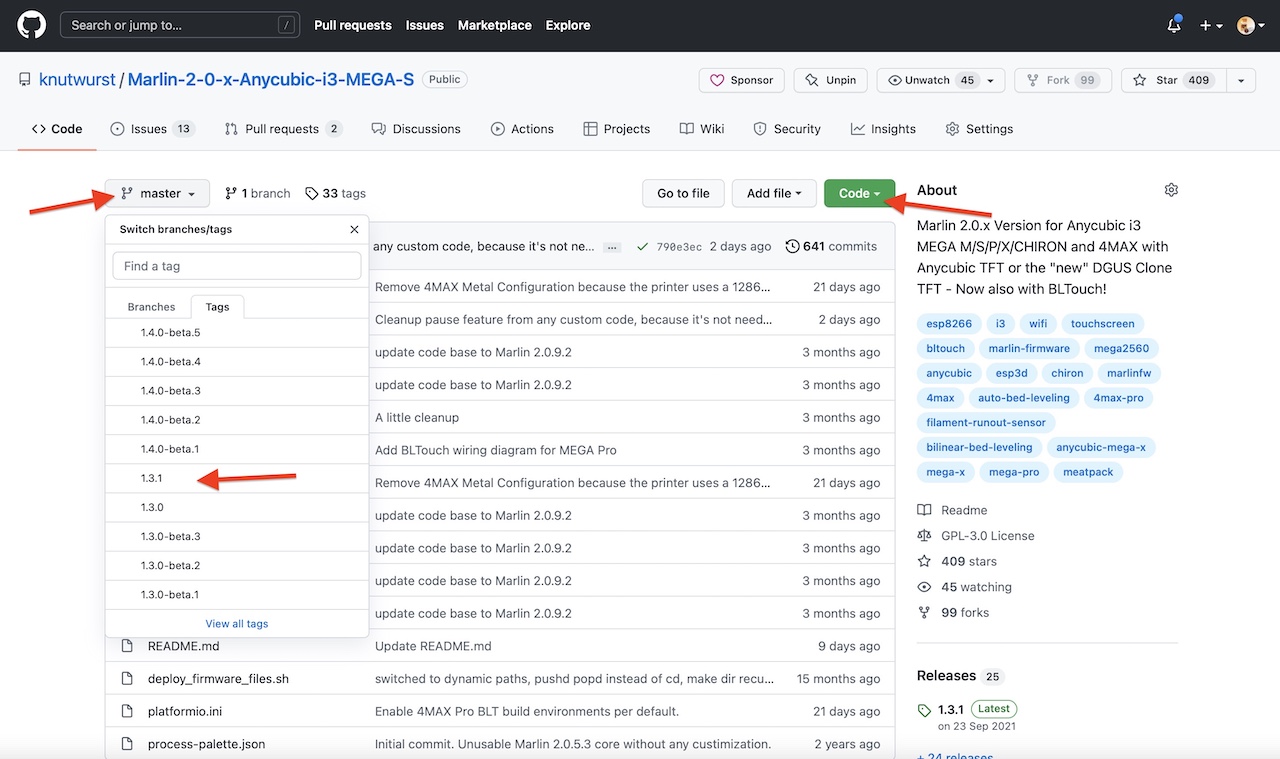 Search or jump to... /
Pull requests Issues Marketplace Explore
knutwurst / Marlin-2-0-x-Anycubic-i3-MEGA-S Public
Sponsor Unpin Unwatch 45 Fork 99 Star 409
Code Issues 13 Pull requests 2 Discussions Actions Projects Wiki Security Insights Settings
master 1 branch 33 tags Go to file Add file Code
Switch branches/tags
Find a tag
Branches Tags
1.4.0-beta.5
1.4.0-beta.4
1.4.0-beta.3
1.4.0-beta.2
1.4.0-beta.1
1.3.1
1.3.0
1.3.0-beta.3
1.3.0-beta.2
1.3.0-beta.1
View all tags
any custom code, because it's not ne... ... 790e3ec 2 days ago 641 commits
Remove 4MAX Metal Configuration because the printer uses a 1286... 21 days ago
Cleanup pause feature from any custom code, because it's not need... 2 days ago
update code base to Marlin 2.0.9.2 3 months ago
update code base to Marlin 2.0.9.2 3 months ago
A little cleanup 3 months ago
Add BLTouch wiring diagram for MEGA Pro 3 months ago
Remove 4MAX Metal Configuration because the printer uses a 1286... 21 days ago
update code base to Marlin 2.0.9.2 3 months ago
update code base to Marlin 2.0.9.2 3 months ago
update code base to Marlin 2.0.9.2 3 months ago
update code base to Marlin 2.0.9.2 3 months ago
README.md Update README.md 9 days ago
deploy_firmware_files.sh switched to dynamic paths, pushd popd instead of cd, make dir recu... 15 months ago
platformio.ini Enable 4MAX Pro BLT build environments per default. 21 days ago
process-palette.json Initial commit. Unusable Marlin 2.0.5.3 core without any custimization. 2 years ago
About
Marlin 2.0.x Version for Anycubic i3
MEGA M/S/P/X/CHIRON and 4MAX with
Anycubic TFT or the "new" DGUS Clone
TFT - Now also with BLTouch!
esp8266 i3 wifi touchscreen
bltouch marlin-firmware mega2560
anycubic esp3d chiron marlinfw
4max auto-bed-leveling 4max-pro
filament-runout-sensor
bilinear-bed-leveling anycubic-mega-x
mega-x mega-pro meatpack
Readme
GPL-3.0 License
409 stars
45 watching
99 forks
Releases 25
1.3.1 Latest
on 23 Sep 2021
+ 24 releases